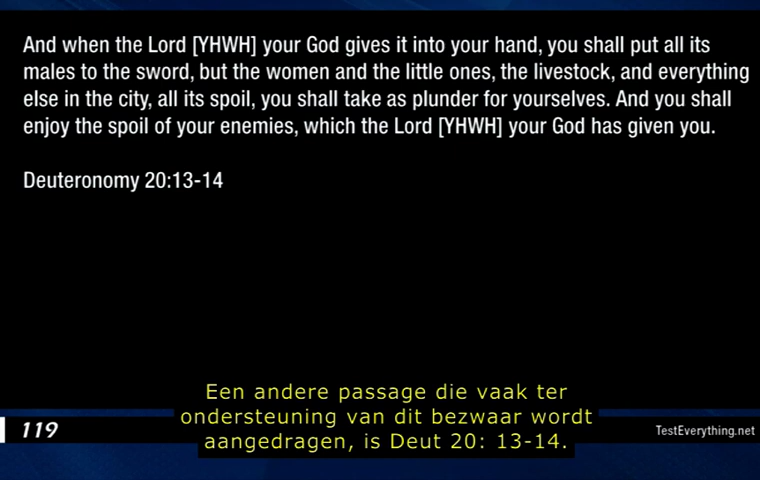 And when the Lord [YHWH] your God gives it into your hand, you shall put all its
males to the sword, but the women and the little ones, the livestock, and everything
else in the city, all its spoil, you shall take as plunder for yourselves. And you shall
enjoy the spoil of your enemies, which the Lord [YHWH] your God has given you.
Deuteronomy 20:13-14
Een andere passage die vaak ter
ondersteuning van dit bezwaar wordt
aangedragen, is Deut 20: 13-14.
119
TestEverything.net